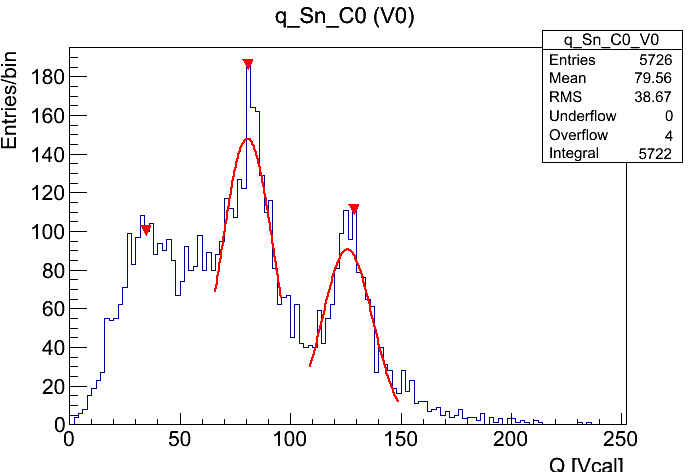 q_Sn_C0 (V0)
q_Sn_C0_V0
Entries 5726
Mean 79.56
RMS 38.67
Underflow 0
Overflow 4
Integral 5722
Entries/bin
180
160
140
120
100
80
60
40
20
0
0 50 100 150 200 250
Q [Vcal]